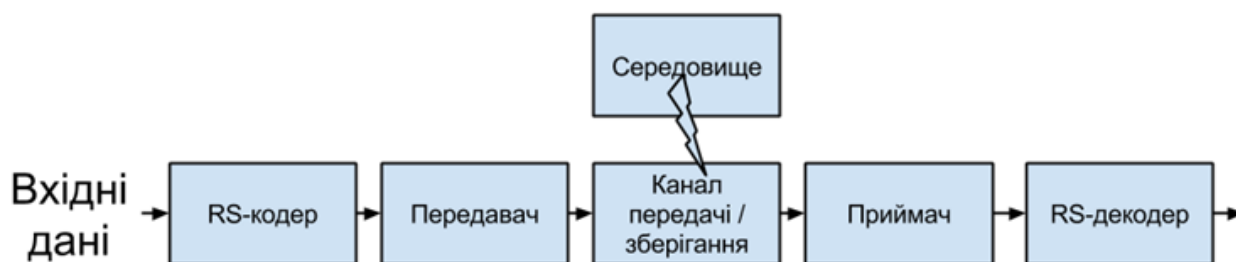 Середовище
Вхідні
дані
RS-кодер
Передавач
Канал
передачі /
зберігання
Приймач
RS-декодер